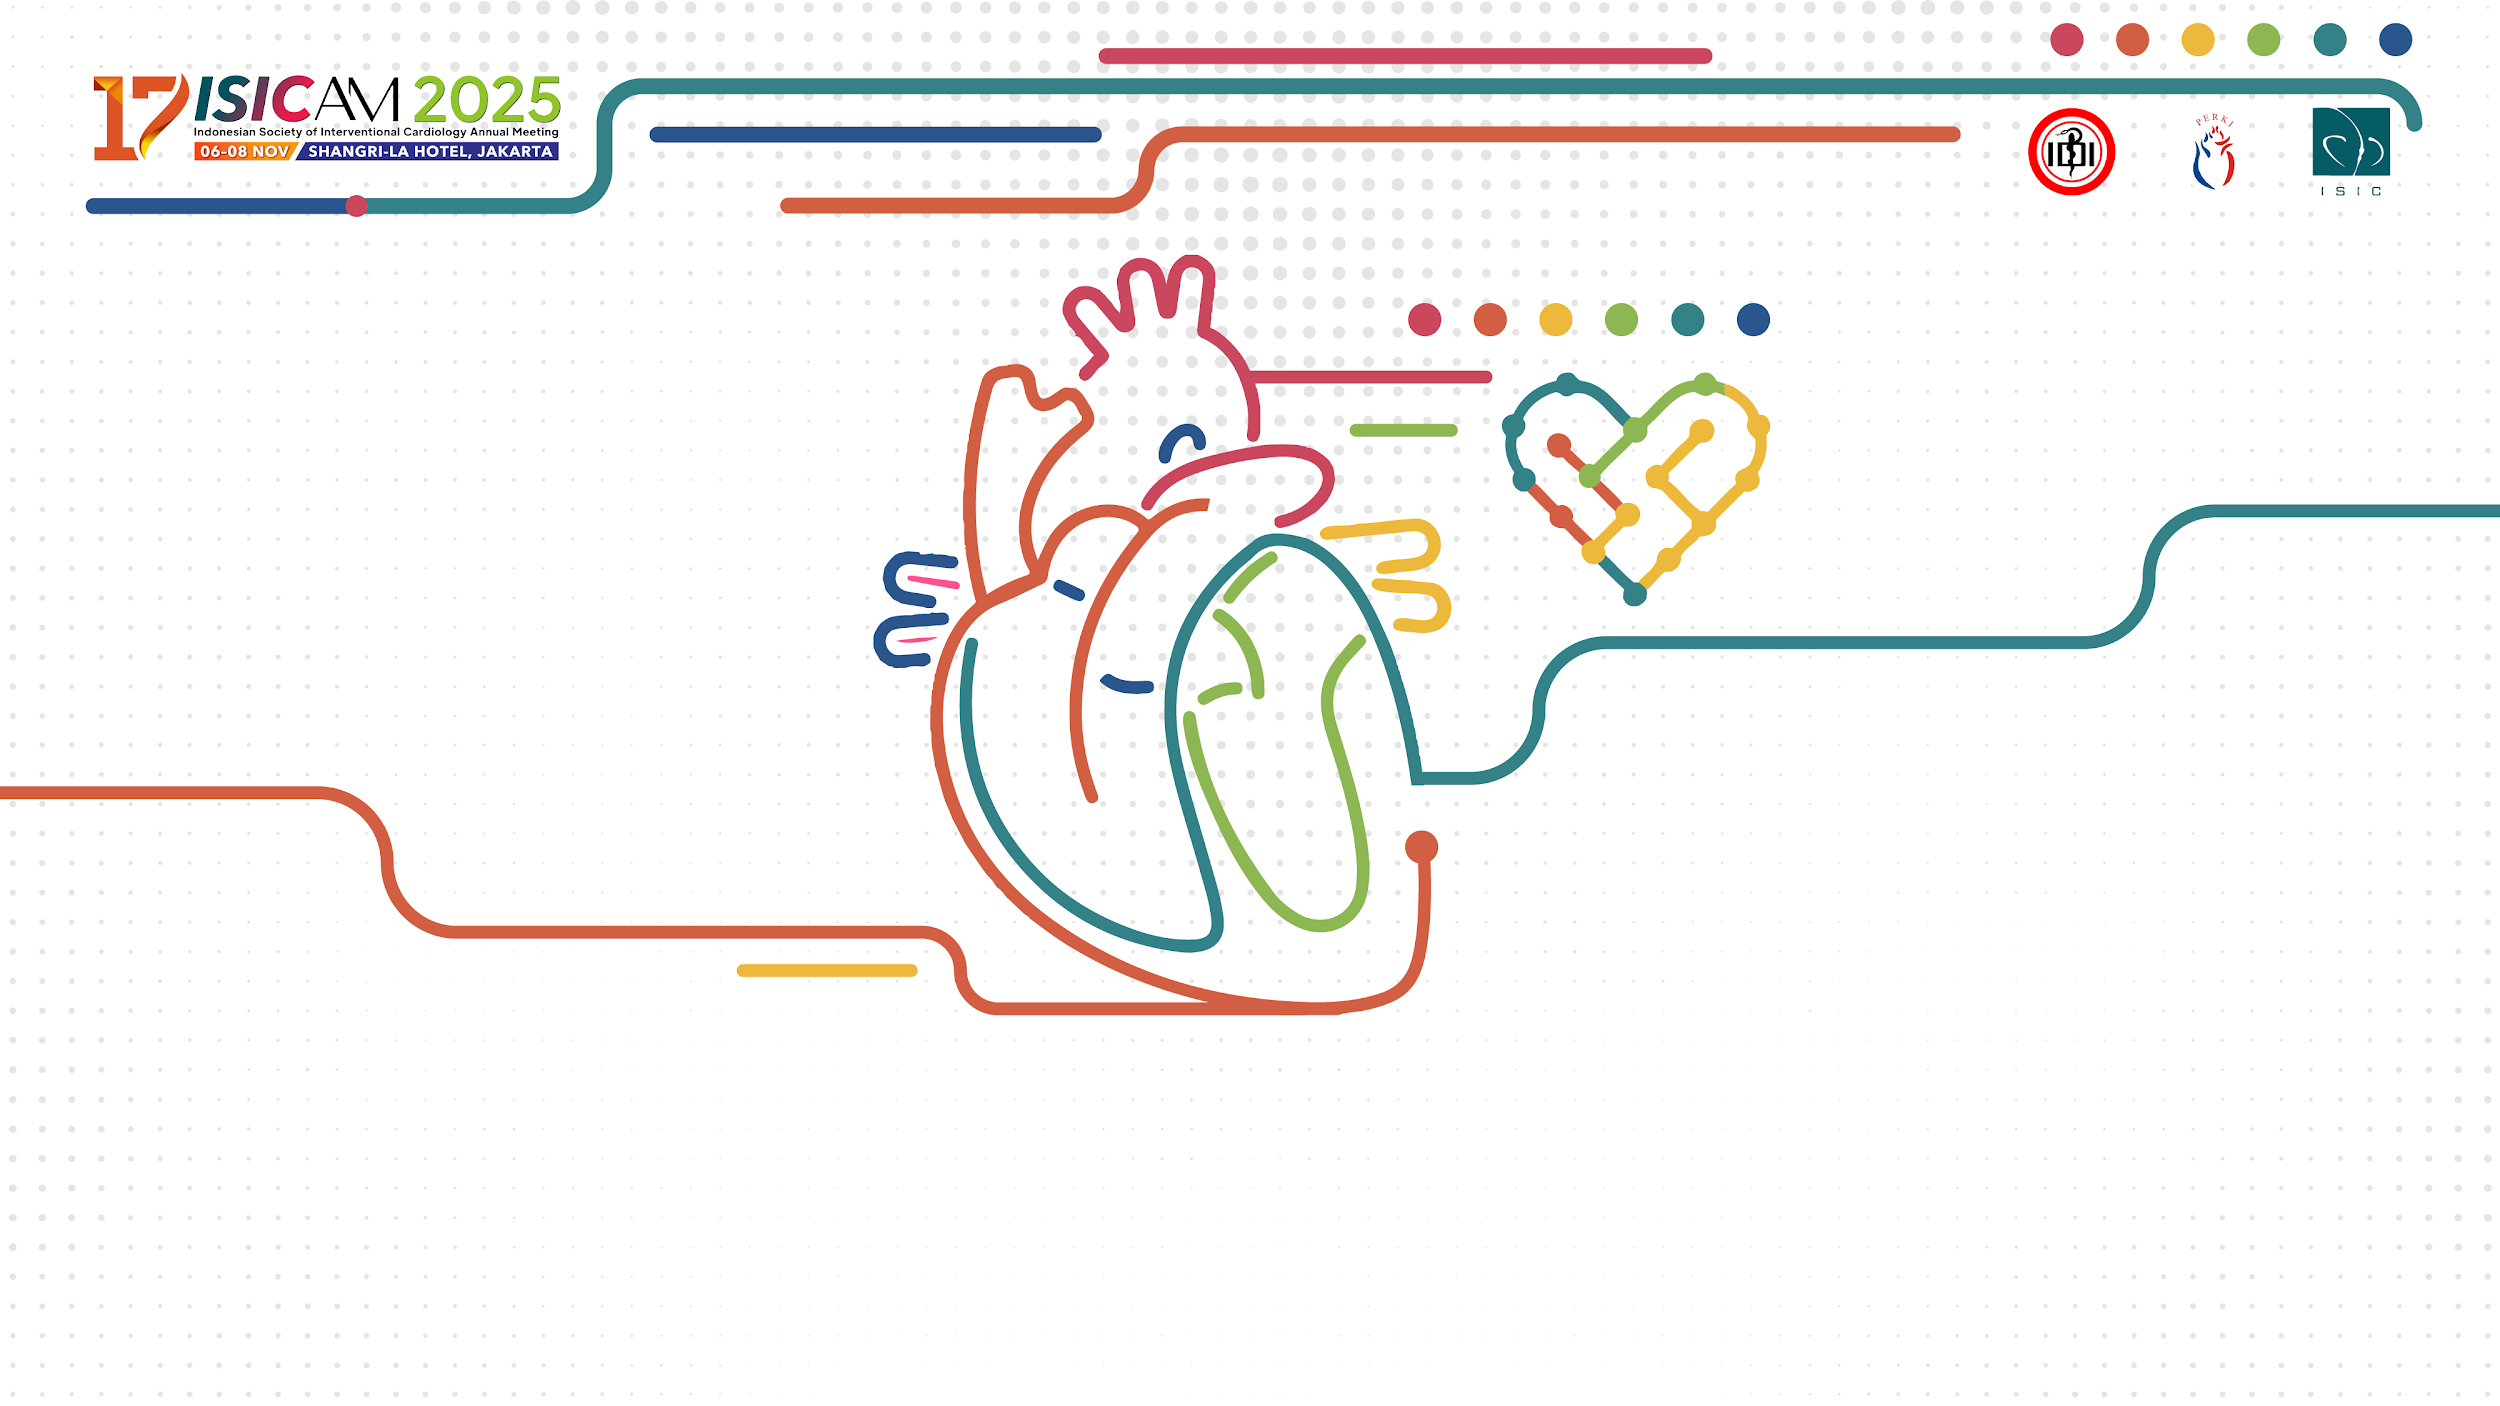 17 ISICAM 2025
Indonesian Society of Interventional Cardiology Annual Meeting
06-08 NOV SHANGRI-LA HOTEL, JAKARTA
IDI
PERKI
ISIC